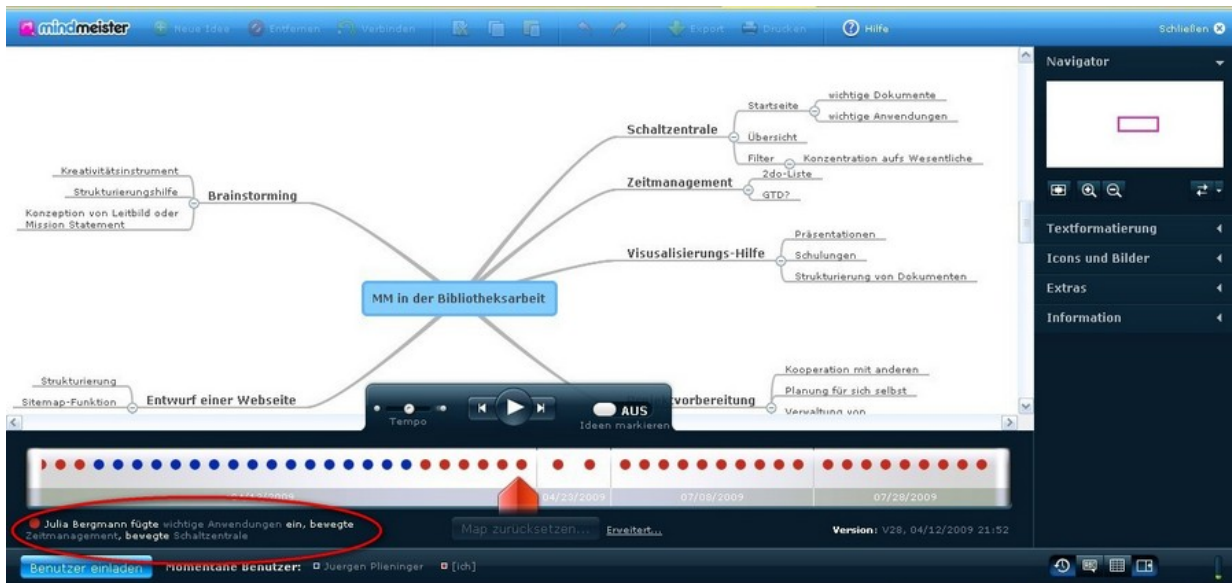 mindmeister Neue Idee Entfernen Verbinden Export Drucken Hilfe Schließen
Navigator
Textformatierung
Icons und Bilder
Extras
Information
MM in der Bibliotheksarbeit
Brainstorming
Kreativitätsinstrument
Strukturierungshilfe
Konzeption von Leitbild oder
Mission Statement
Entwurf einer Webseite
Strukturierung
Sitemap-Funktion
Schaltzentrale
Startseite
wichtige Dokumente
wichtige Anwendungen
Übersicht
Filter
Konzentration aufs Wesentliche
Zeitmanagement
2do-Liste
GTD?
Visusalisierungs-Hilfe
Präsentationen
Schulungen
Strukturierung von Dokumenten
ktvorbereitung
Kooperation mit anderen
Planung für sich selbst
Verwaltung von
Tempo
AUS
Ideen markieren
04/12/2009 04/23/2009 07/08/2009 07/28/2009
Julia Bergmann fügte wichtige Anwendungen ein, bewegte
Zeitmanagement, bewegte Schaltzentrale
Map zurücksetzen... Erweitert...
Version: V28, 04/12/2009 21:52
Benutzer einladen Momentane Benutzer: Juergen Plieninger [ich]